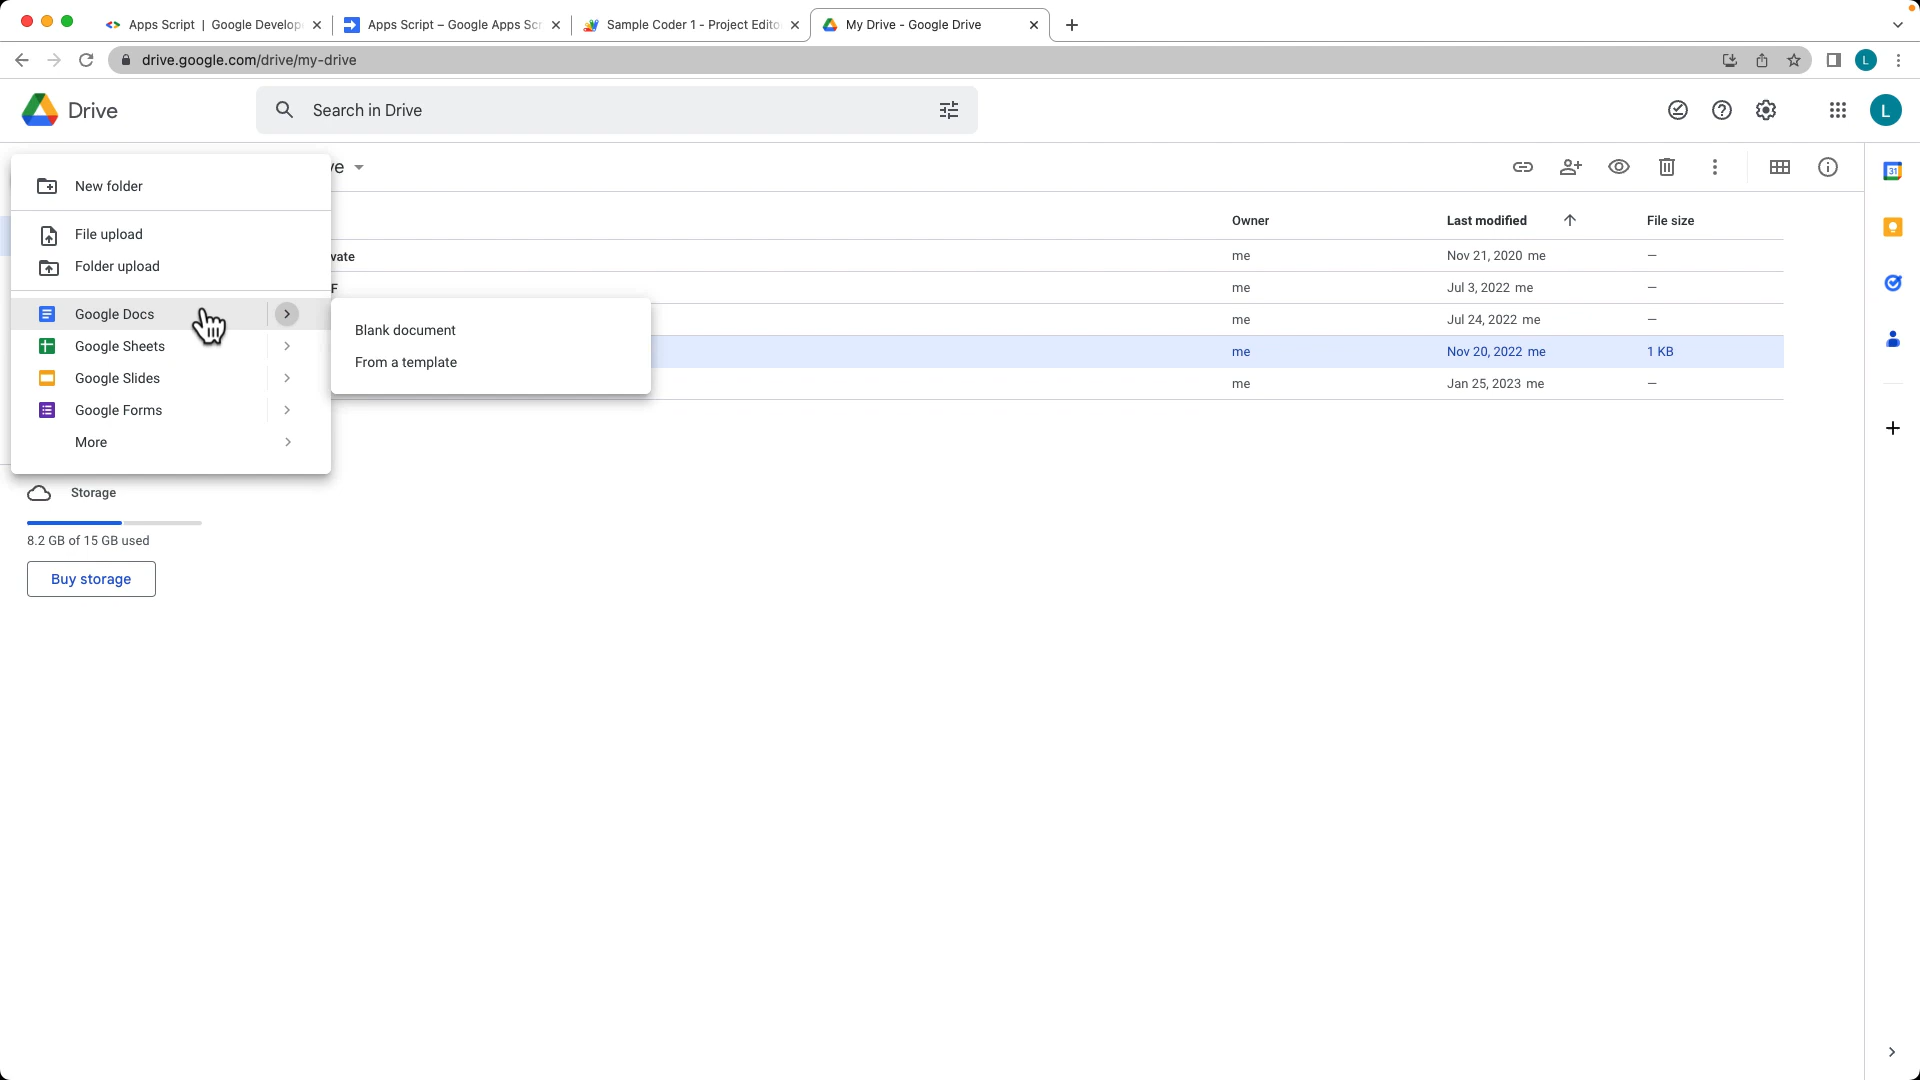 Apps Script | Google Develop
Apps Script – Google Apps Scr
Sample Coder 1 - Project Edito
My Drive - Google Drive
drive.google.com/drive/my-drive
L
Drive
Search in Drive
L
New folder
ve
31
File upload
Owner
Last modified
File size
Folder upload
vate
me
Nov 21, 2020 me
–
F
me
Jul 3, 2022 me
–
Google Docs
Blank document
me
Jul 24, 2022 me
–
Google Sheets
From a template
me
Nov 20, 2022 me
1 KB
Google Slides
me
Jan 25, 2023 me
–
Google Forms
More
Storage
8.2 GB of 15 GB used
Buy storage